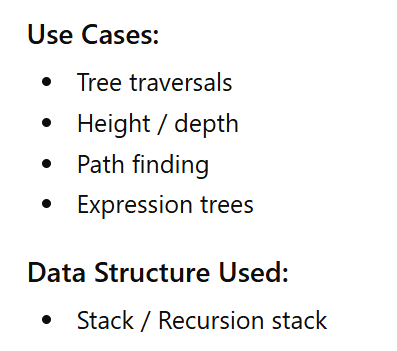 Use Cases:
• Tree traversals
• Height / depth
• Path finding
• Expression trees
Data Structure Used:
• Stack / Recursion stack